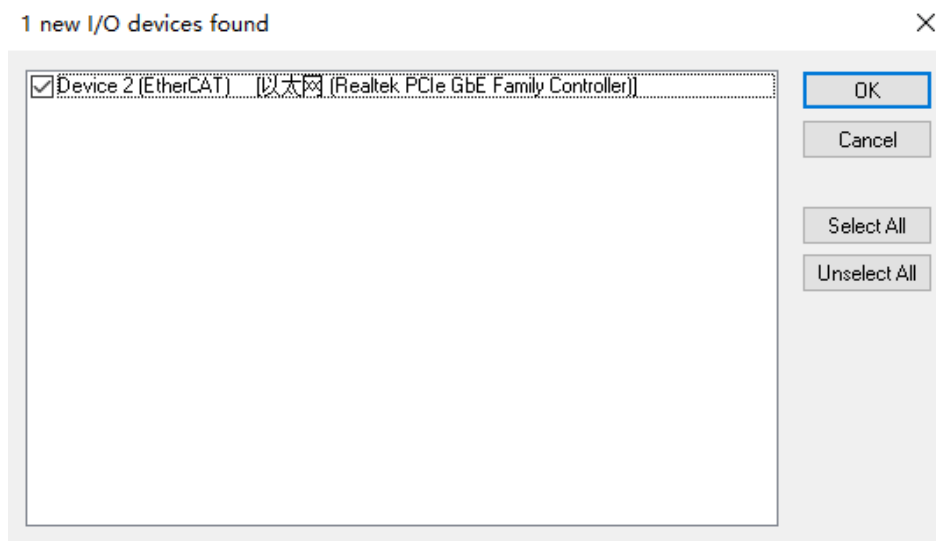 1 new I/O devices found
Device 2 (EtherCAT) [以太网 (Realtek PCIe GbE Family Controller)]
OK
Cancel
Select All
Unselect All